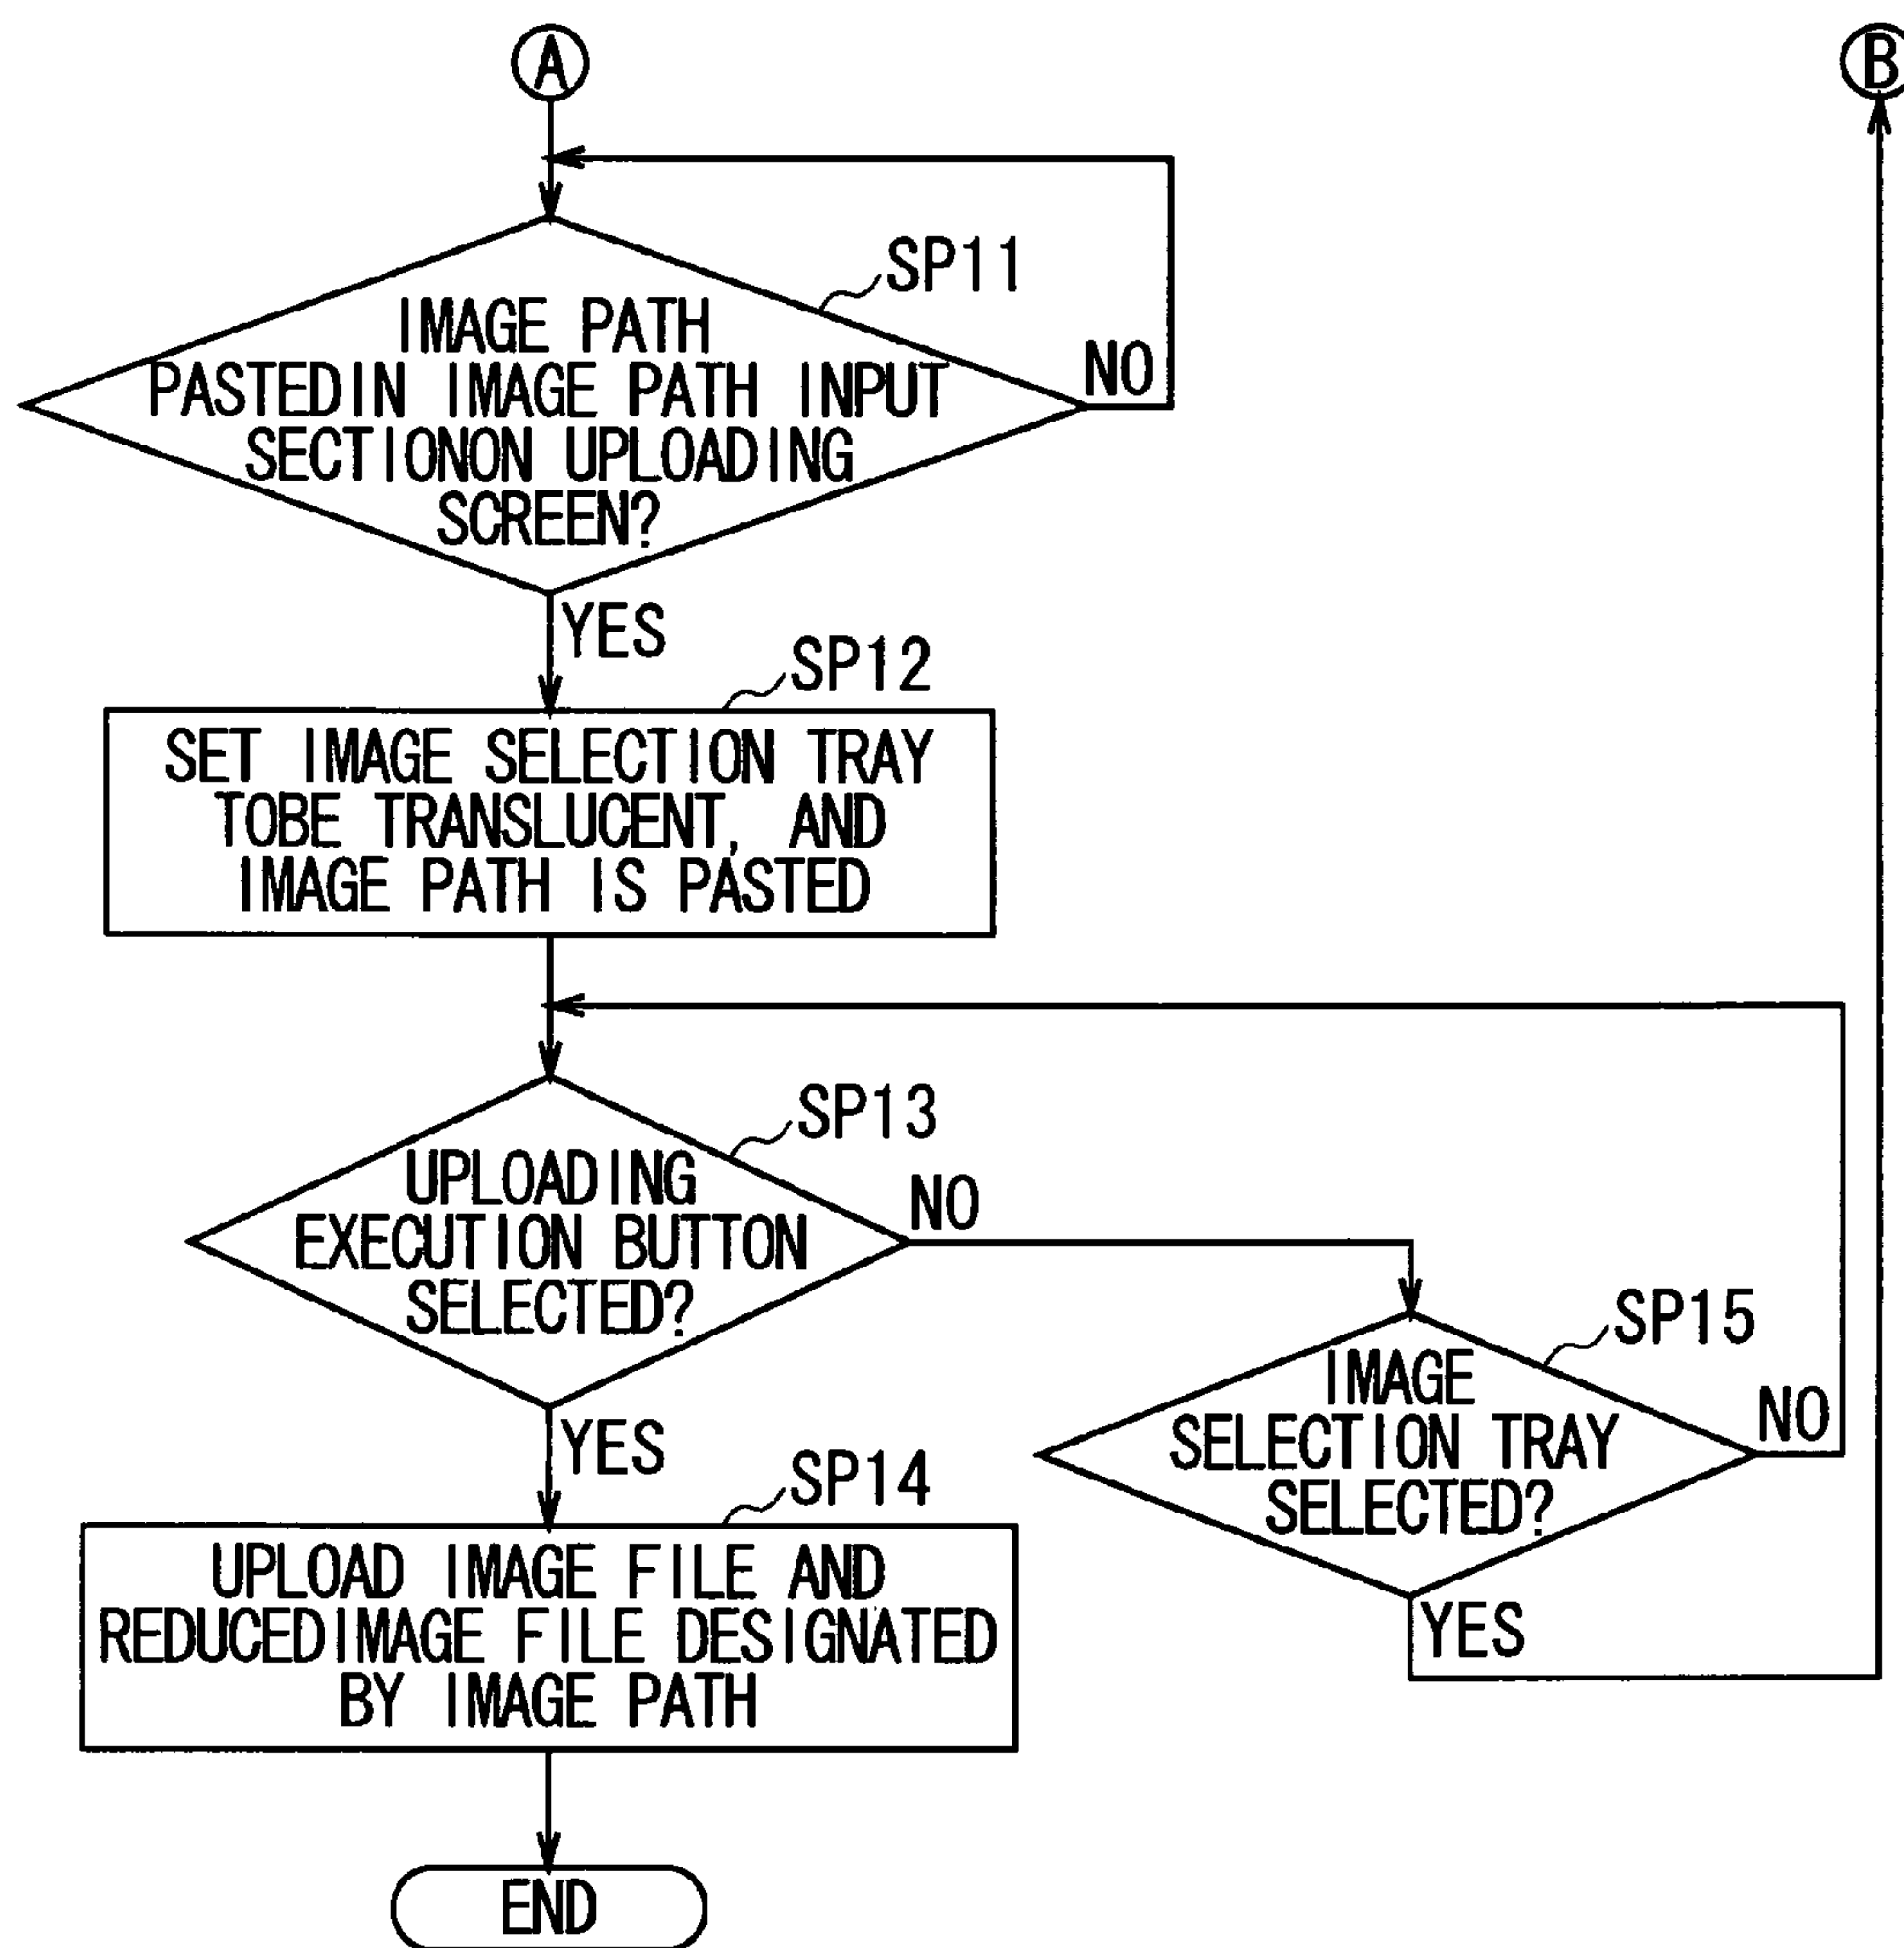 A
B
SP11
IMAGE PATH
PASTEDIN IMAGE PATH INPUT
SECTIONON UPLOADING
SCREEN?
NO
YES
SP12
SET IMAGE SELECTION TRAY
TOBE TRANSLUCENT, AND
IMAGE PATH IS PASTED
SP13
UPLOADING
EXECUTION BUTTON
SELECTED?
NO
YES
SP15
IMAGE
SELECTION TRAY
SELECTED?
NO
YES
SP14
UPLOAD IMAGE FILE AND
REDUCEDIMAGE FILE DESIGNATED
BY IMAGE PATH
END